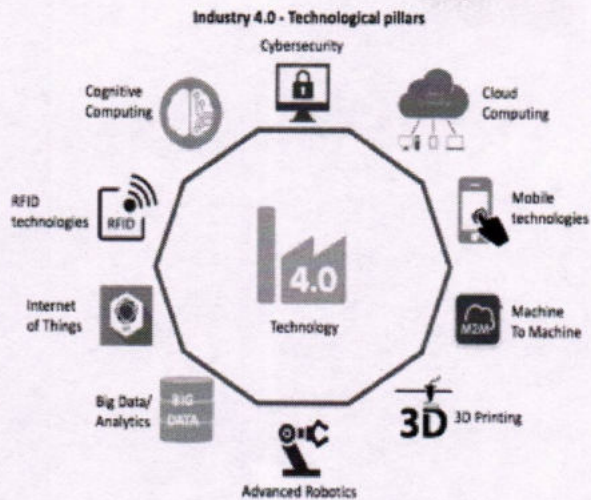 Industry 4.0 - Technological pillars
Cybersecurity
Cloud
Computing
Mobile
technologies
M2M
Machine
To Machine
3D
3D Printing
Advanced Robotics
BIG
DATA
Big Data/
Analytics
Internet
of Things
RFID
RFID
technologies
Cognitive
Computing
4.0
Technology